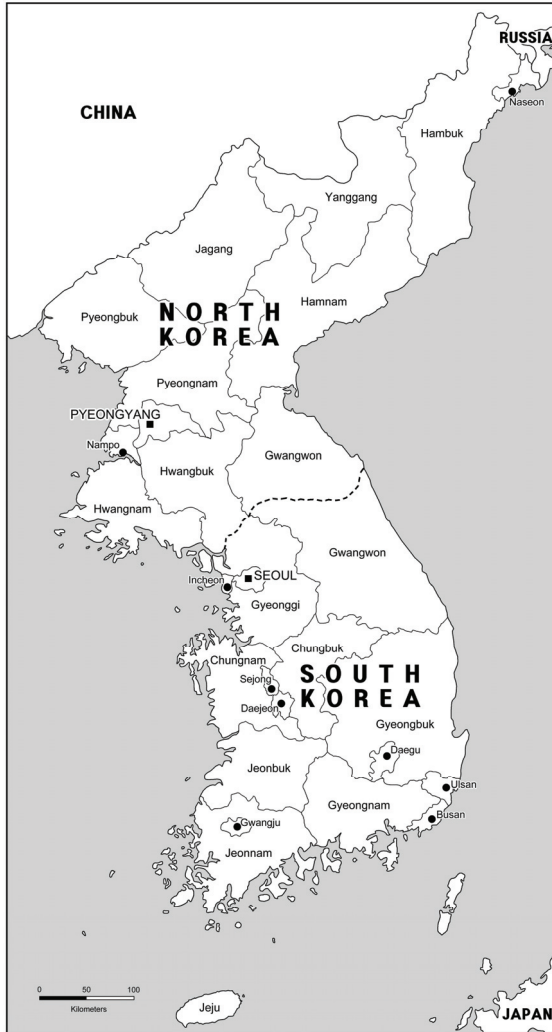 RUSSIA
CHINA
Naseon
Hambuk
Yanggang
Jagang
Hamnam
Pyeongbuk
NORTH
KOREA
Pyeongnam
PYEONGYANG
Nampo
Hwangbuk
Gwangwon
Hwangnam
Gwangwon
Incheon
SEOUL
Gyeonggi
Chungbuk
Chungnam
SOUTH
KOREA
Sejong
Daejeon
Gyeongbuk
Daegu
Jeonbuk
Ulsan
Gyeongnam
Busan
Gwangju
Jeonnam
0 50 100
Kilometers
Jeju
JAPAN